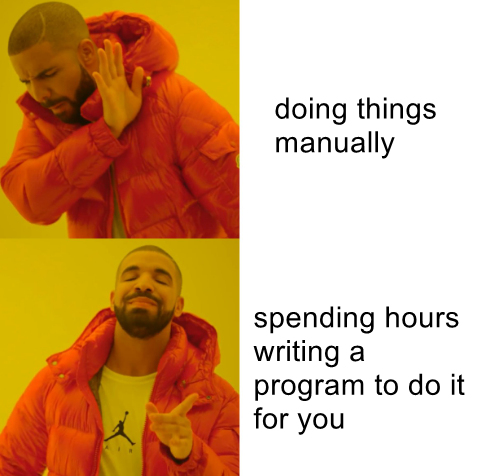 doing things
manually
spending hours
writing a
program to do it
for you